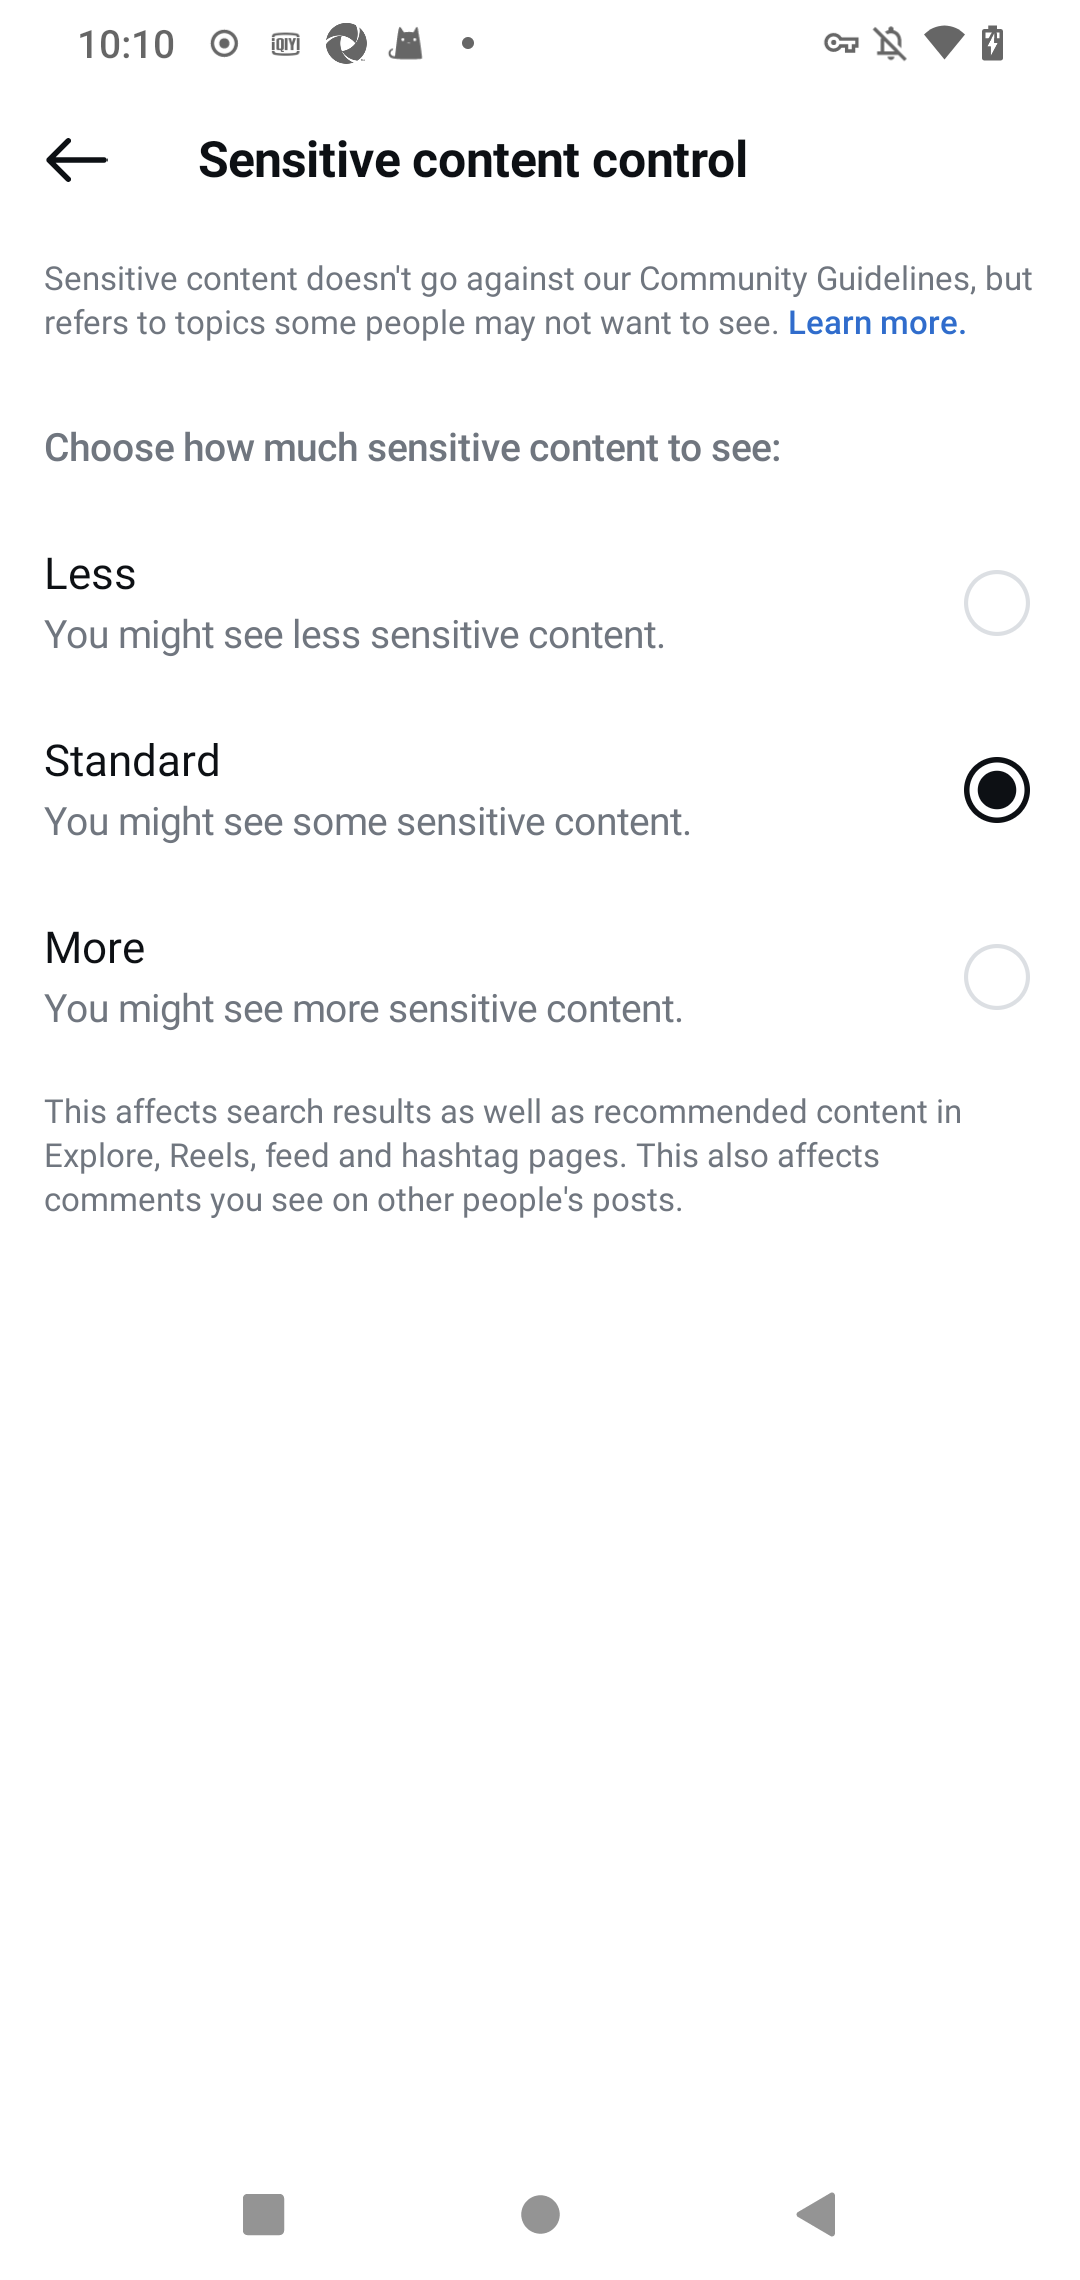 10:10
iQIYI
Sensitive content control
Sensitive content doesn't go against our Community Guidelines, but
refers to topics some people may not want to see. Learn more.
Choose how much sensitive content to see:
Less
You might see less sensitive content.
Standard
You might see some sensitive content.
More
You might see more sensitive content.
This affects search results as well as recommended content in
Explore, Reels, feed and hashtag pages. This also affects
comments you see on other people's posts.